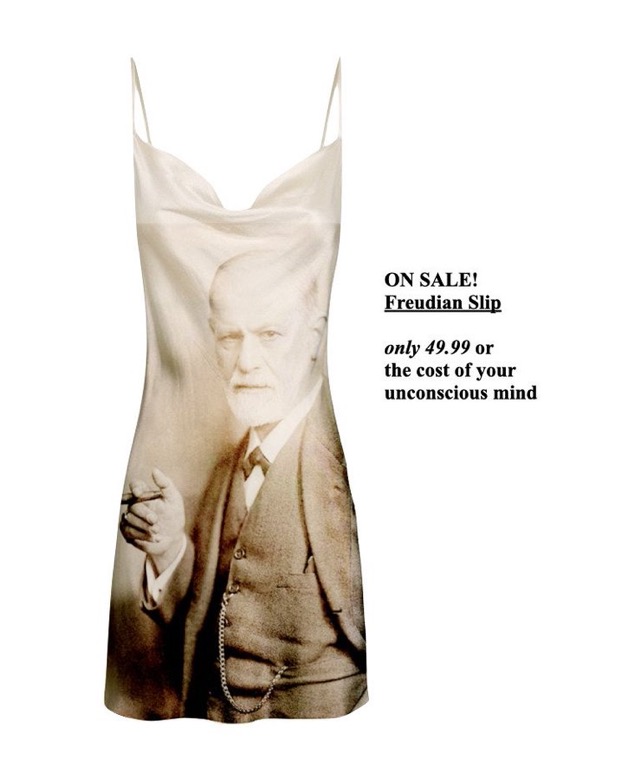 ON SALE!
Freudian Slip
only 49.99 or
the cost of your
unconscious mind